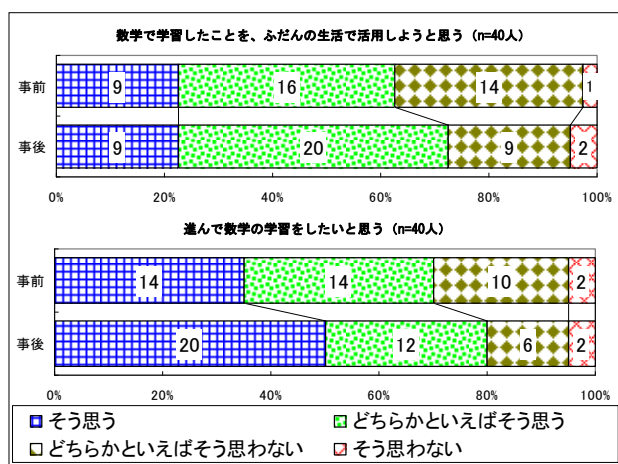 数学で学習したことを、ふだんの生活で活用しようと思う (n=40人)
事前 9 16 14 1
事後 9 20 9 2
0% 20% 40% 60% 80% 100%
進んで数学の学習をしたいと思う (n=40人)
事前 14 14 10 2
事後 20 12 6 2
0% 20% 40% 60% 80% 100%
そう思う どちらかといえばそう思う
どちらかといえばそう思わない そう思わない